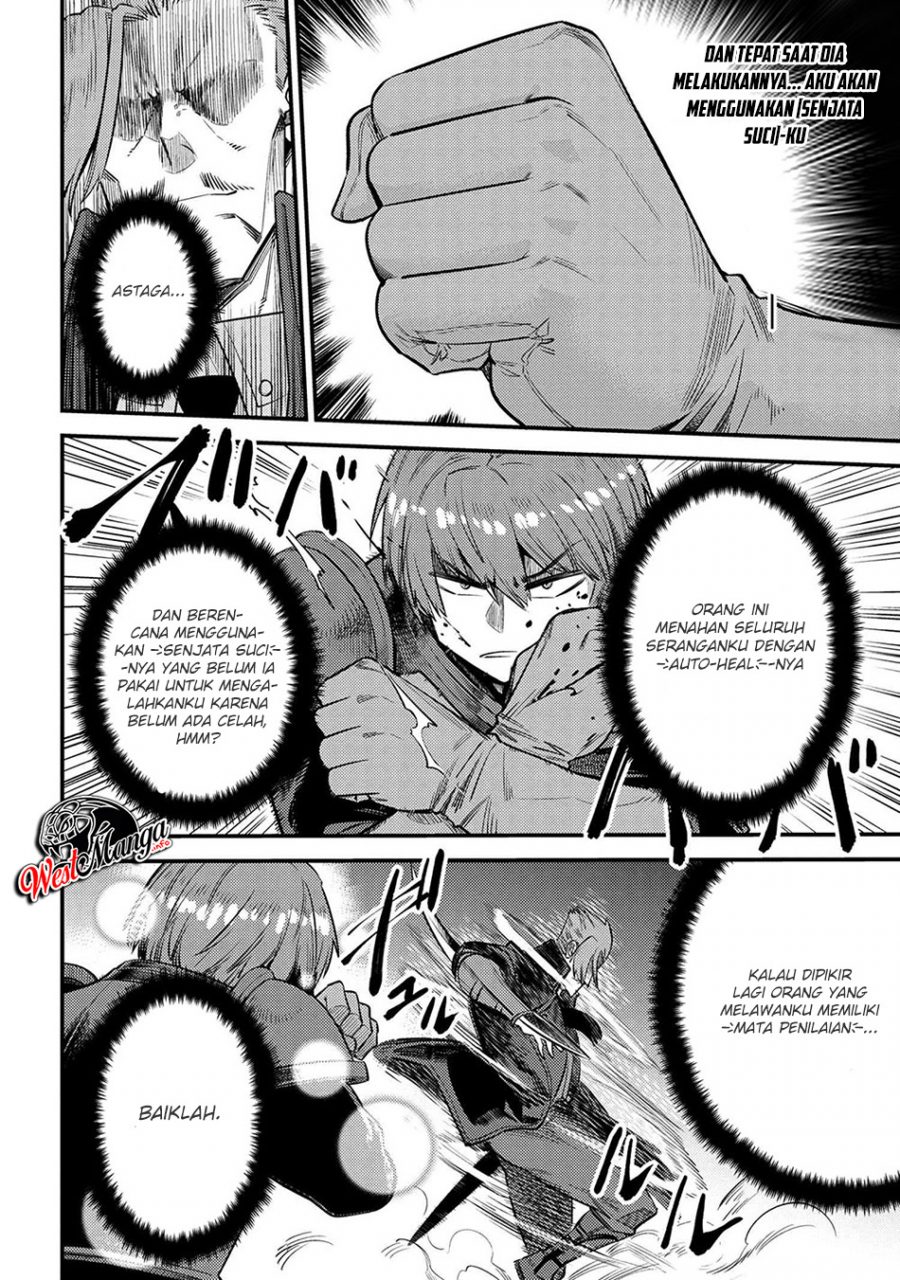 DAN TEPAT SAAT DIA
MELAKUKANNYA... AKU AKAN
MENGGUNAKAN [SENJATA
SUCI]-KU
ASTAGA...
ORANG INI
MENAHAN SELURUH
SERANGANKU DENGAN
-:AUTO-HEAL:--NYA
DAN BEREN-
CANA MENGGUNA-
KAN -:SENJATA SUCI:-
-NYA YANG BELUM IA
PAKAI UNTUK MENGA-
LAHKANKU KARENA
BELUM ADA CELAH,
HMM?
WestManga
.info
KALAU DIPIKIR
LAGI ORANG YANG
MELAWANKU MEMILIKI
-:MATA PENILAIAN:-...
BAIKLAH.